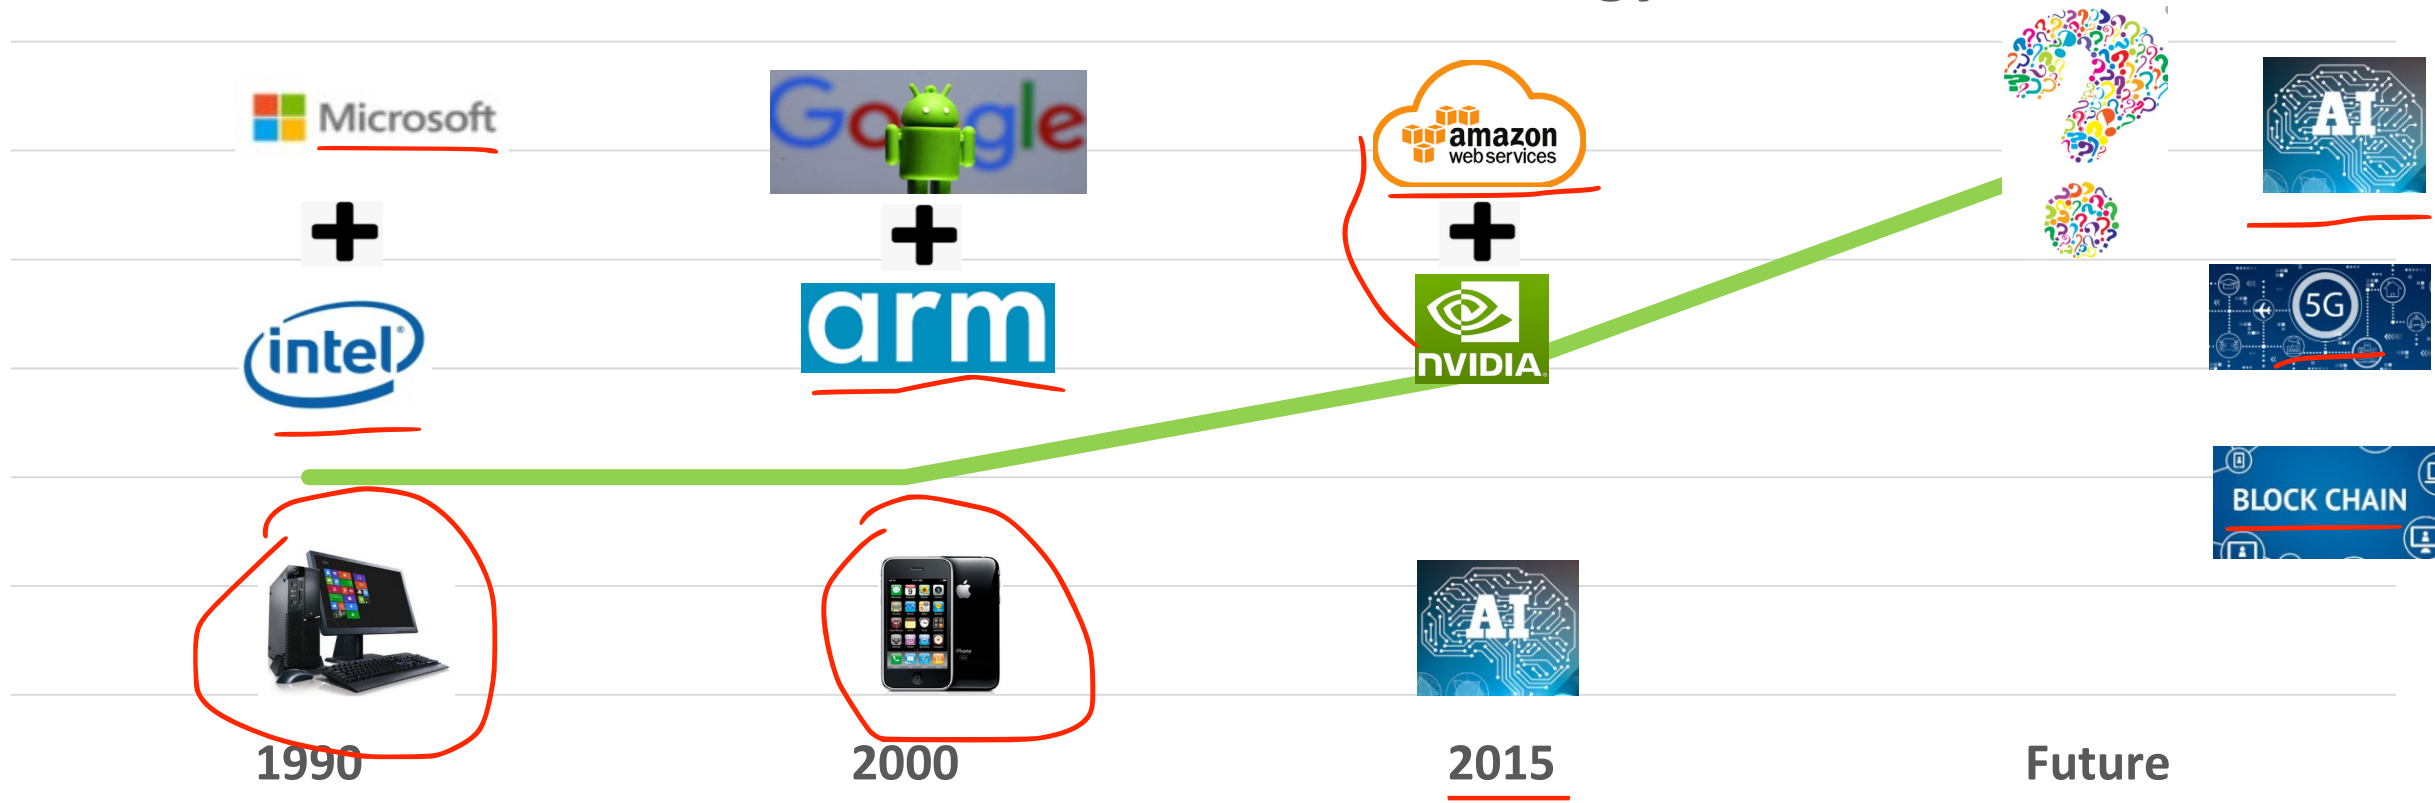 Microsoft
Google
amazon
web services
AI
intel
arm
nVIDIA
5G
BLOCK CHAIN
AI
1990
2000
2015
Future